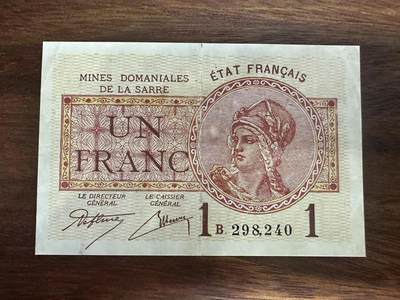 MINES DOMANIALES
DE LA SARRE
ÉTAT FRANÇAIS
UN
FRANC
LE DIRECTEUR
GÉNÉRAL
LE CAISSIER
GÉNÉRAL
1 B. 298,240 1